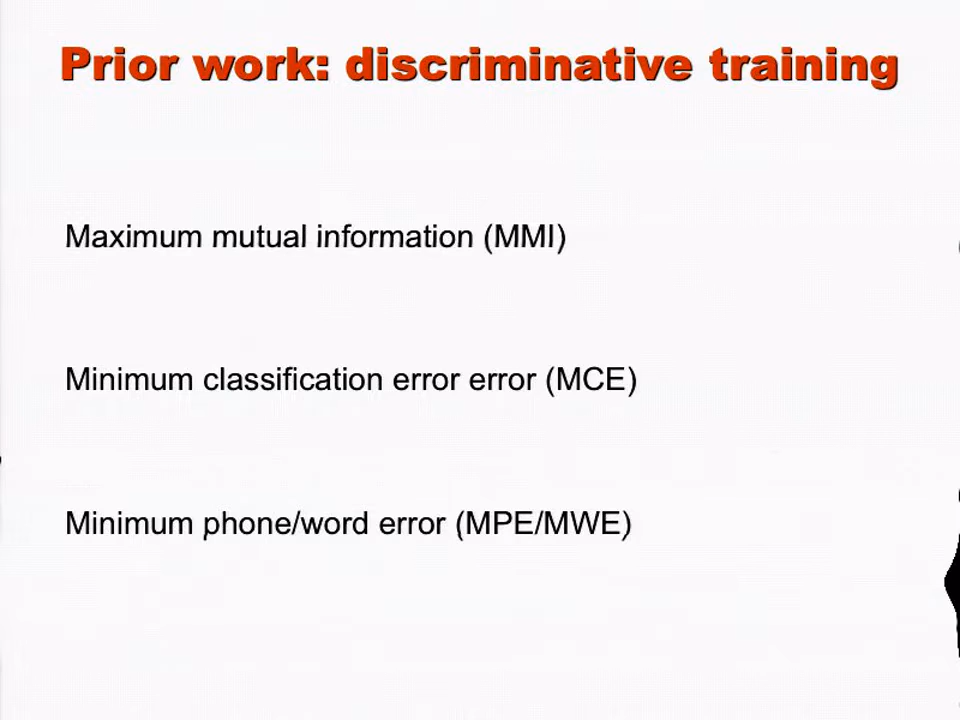 Prior work: discriminative training
Maximum mutual information (MMI)
Minimum classification error error (MCE)
Minimum phone/word error (MPE/MWE)